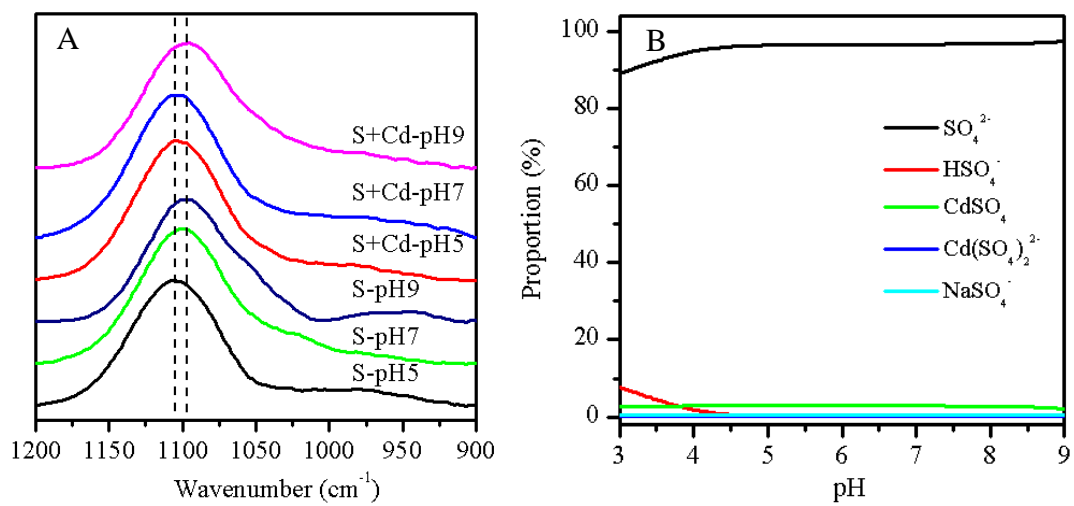 A
S+Cd-pH9
S+Cd-pH7
S+Cd-pH5
S-pH9
S-pH7
S-pH5
1200 1150 1100 1050 1000 950 900
Wavenumber (cm⁻¹)
B
100
80
60
40
20
0
Proportion (%)
SO₄²⁻
HSO₄⁻
CdSO₄
Cd(SO₄)₂²⁻
NaSO₄⁻
3 4 5 6 7 8 9
pH